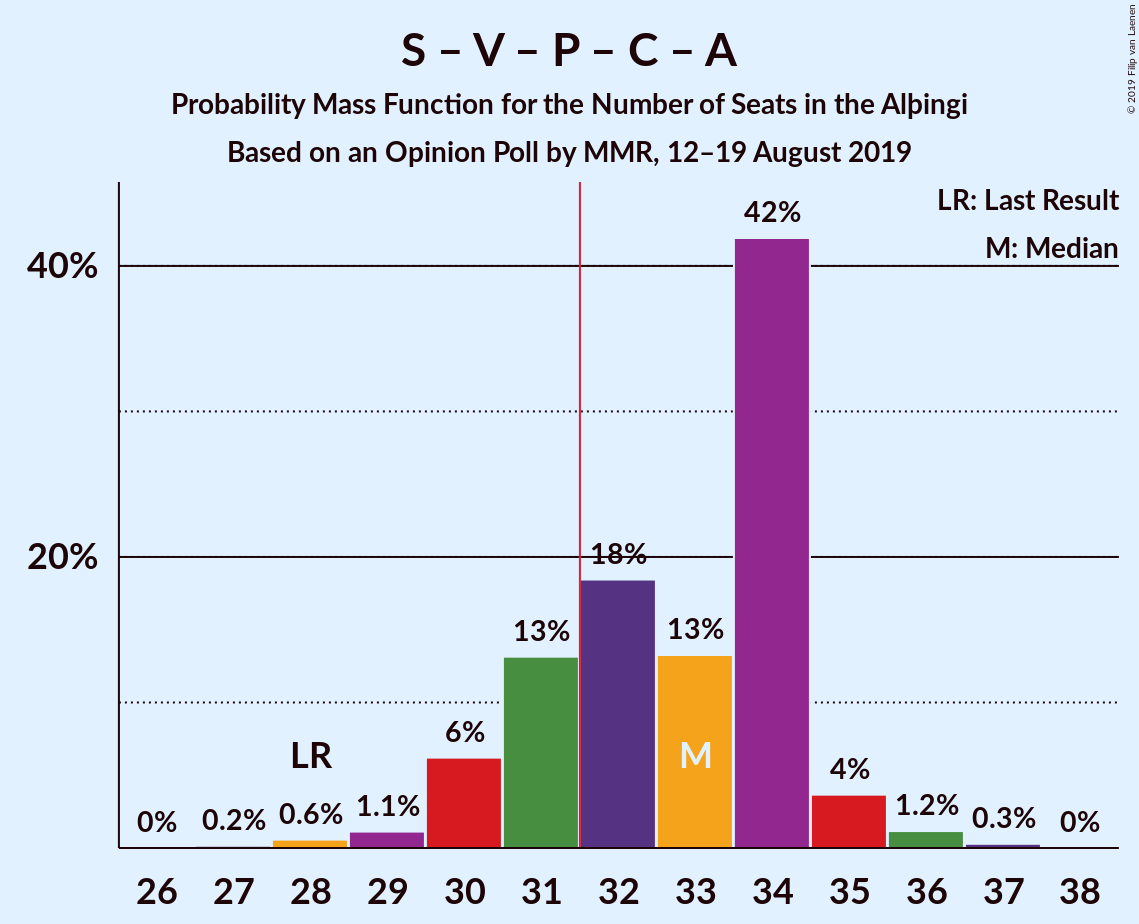 S – V – P – C – A
Probability Mass Function for the Number of Seats in the Alþingi
Based on an Opinion Poll by MMR, 12–19 August 2019
© 2019 Filip van Laenen
LR: Last Result
M: Median
42%
40%
20%
18%
13%
13%
6%
LR
M
4%
0%
0.2%
0.6%
1.1%
1.2%
0.3%
0%
26 27 28 29 30 31 32 33 34 35 36 37 38